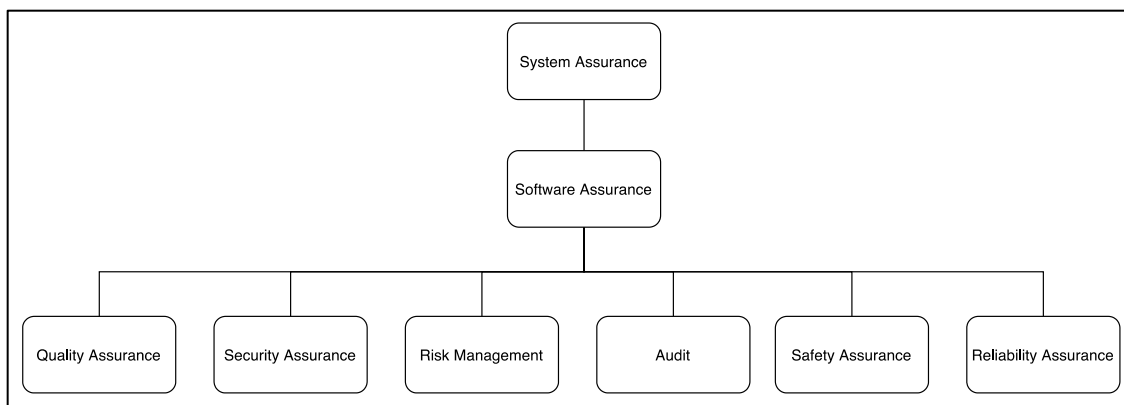 System Assurance
Software Assurance
Quality Assurance
Security Assurance
Risk Management
Audit
Safety Assurance
Reliability Assurance